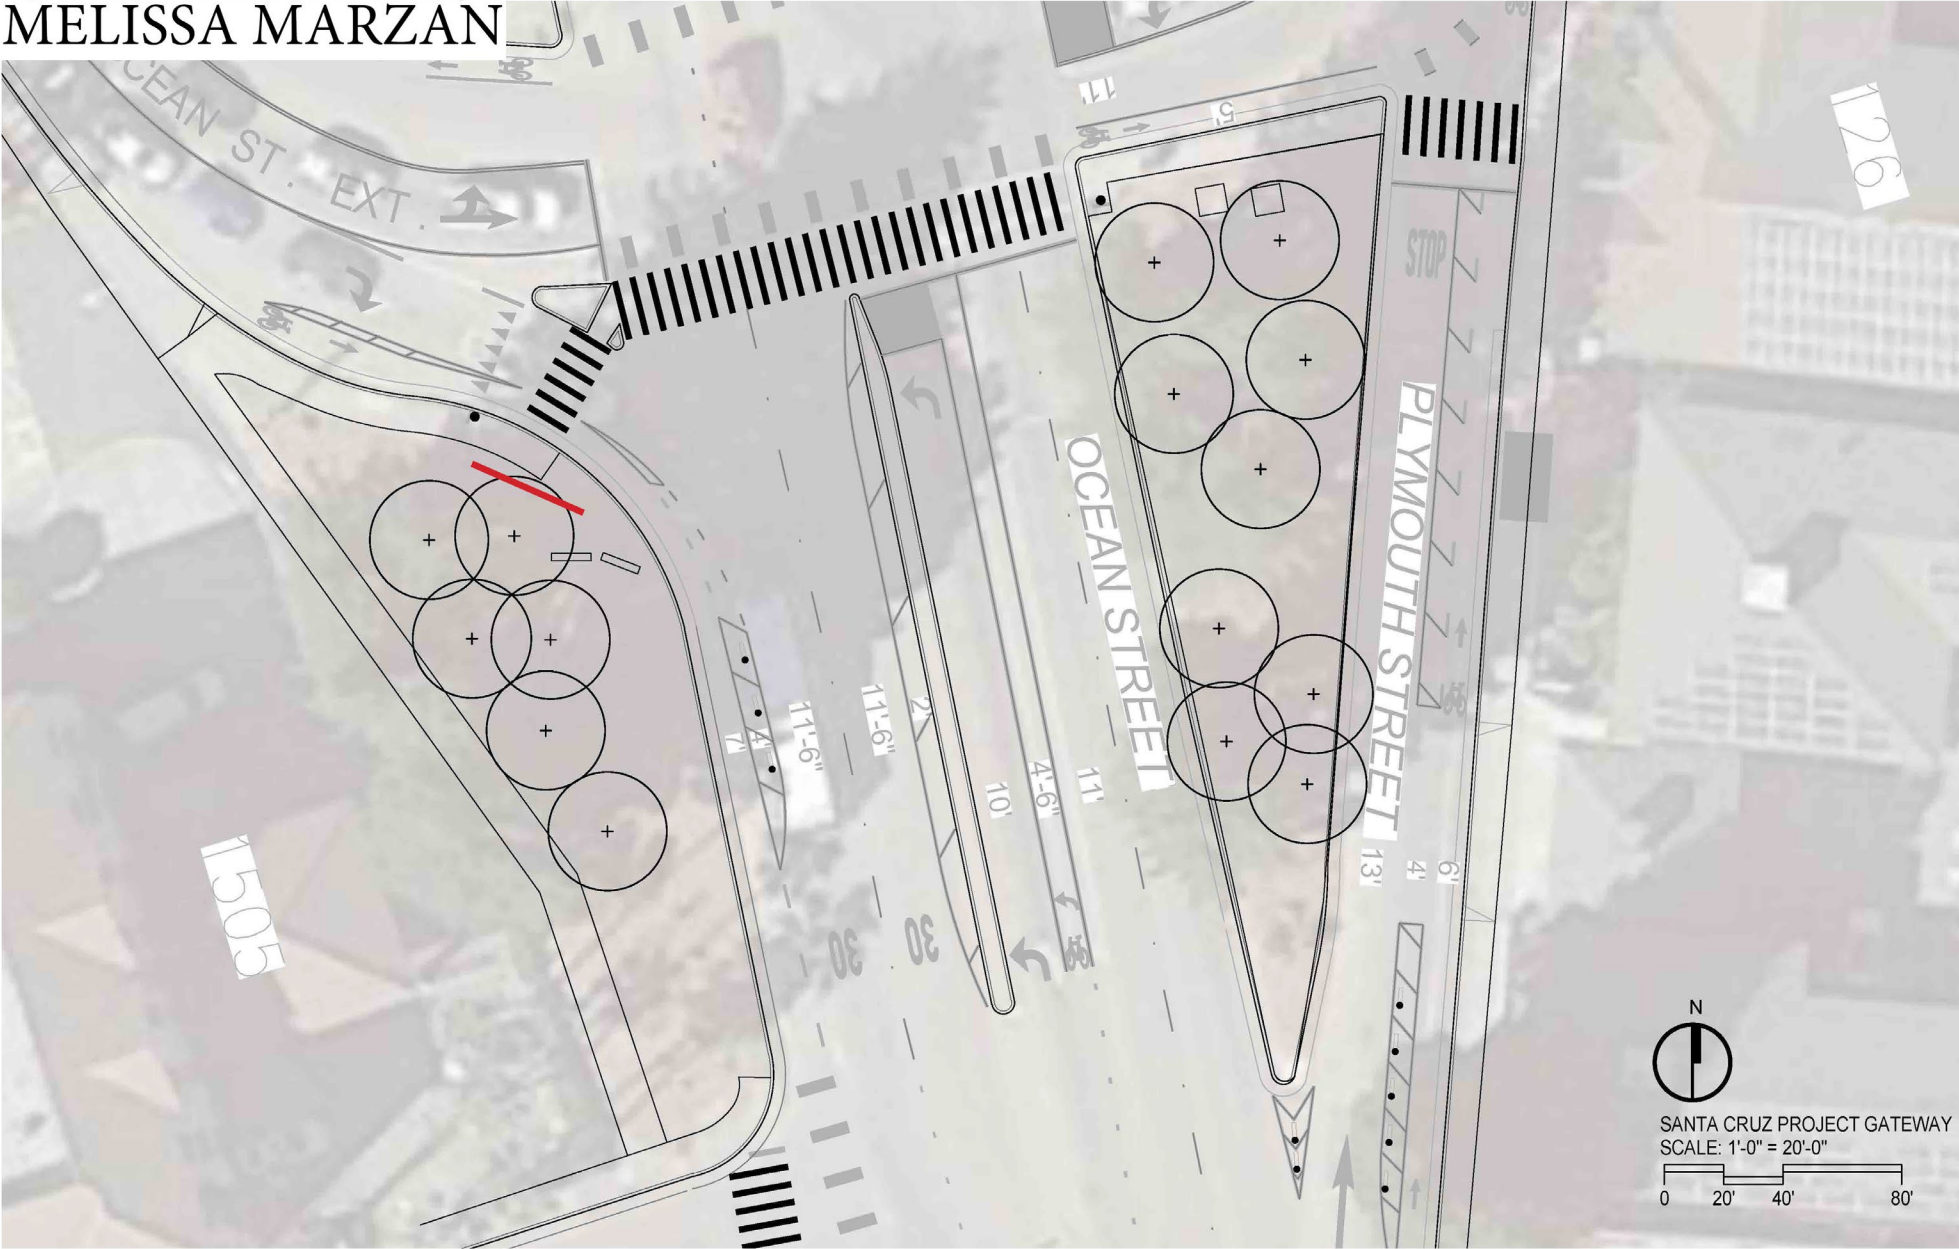 MELISSA MARZAN
OCEAN ST. EXT.
11'
5'
126
STOP
OCEAN STREET
PLYMOUTH STREET
7'
4'
11'-6"
11'-6"
2'
10'
4'-6"
11'
13'
4'
6'
1505
30
30
N
SANTA CRUZ PROJECT GATEWAY
SCALE: 1'-0" = 20'-0"
0 20' 40' 80'